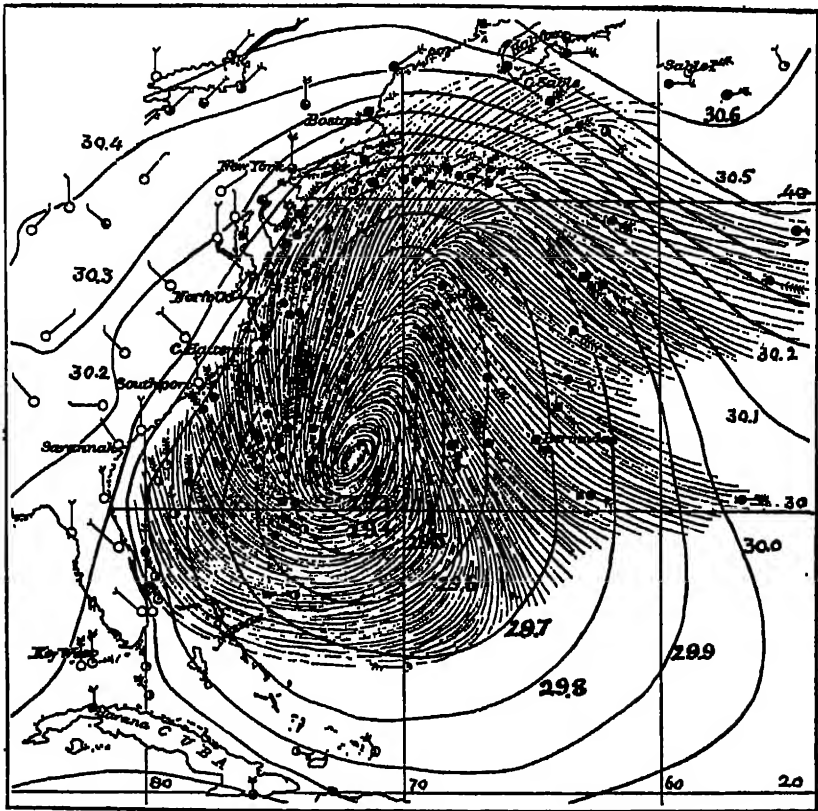 Halifax
Sable I.
C. Sable
30.6
Boston
30.4
New York
30.5
40
30.3
Norfolk
C. Hatteras
30.2
30.2
Southport
30.1
Savannah
Bermuda
30
30.0
29.7
Key West
29.9
29.8
Havana CUBA
80
70
60
20